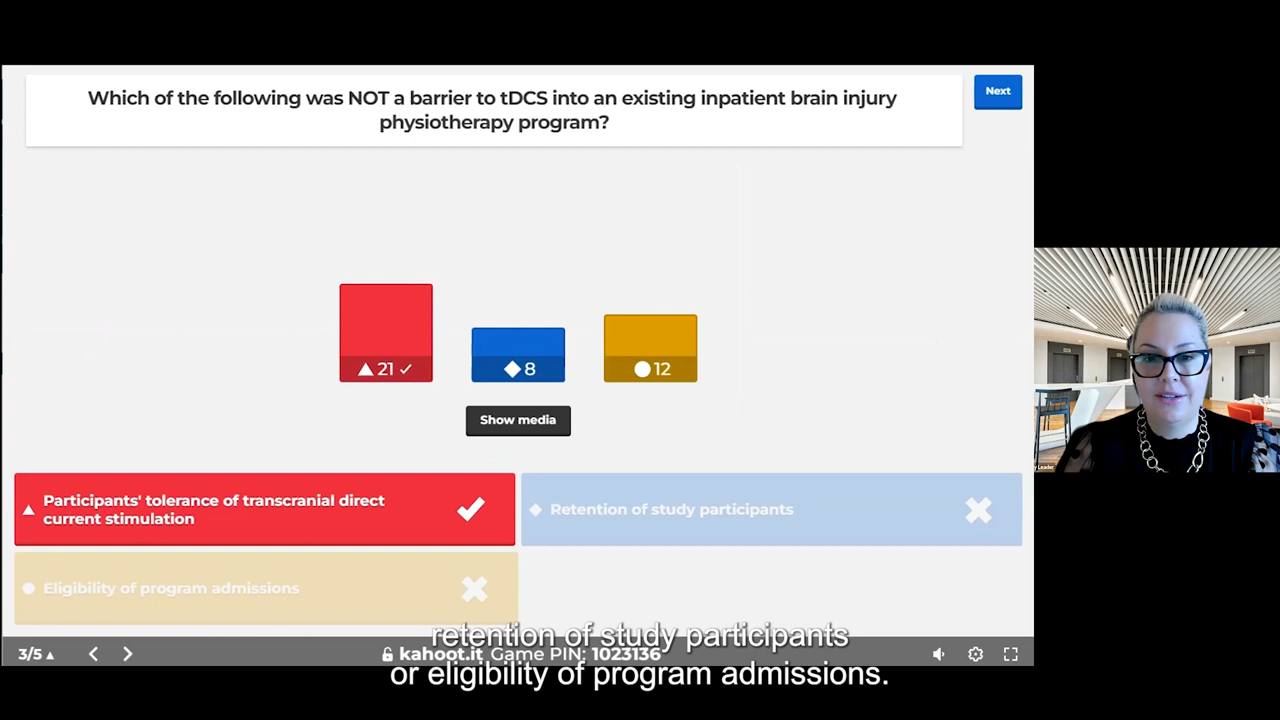 Which of the following was NOT a barrier to tDCS into an existing inpatient brain injury
physiotherapy program?
Next
21
8
12
Show media
Participants' tolerance of transcranial direct
current stimulation
Retention of study participants
Eligibility of program admissions
retention of study participants
3/5
kahoot.it Game PIN: 1023136
or eligibility of program admissions.